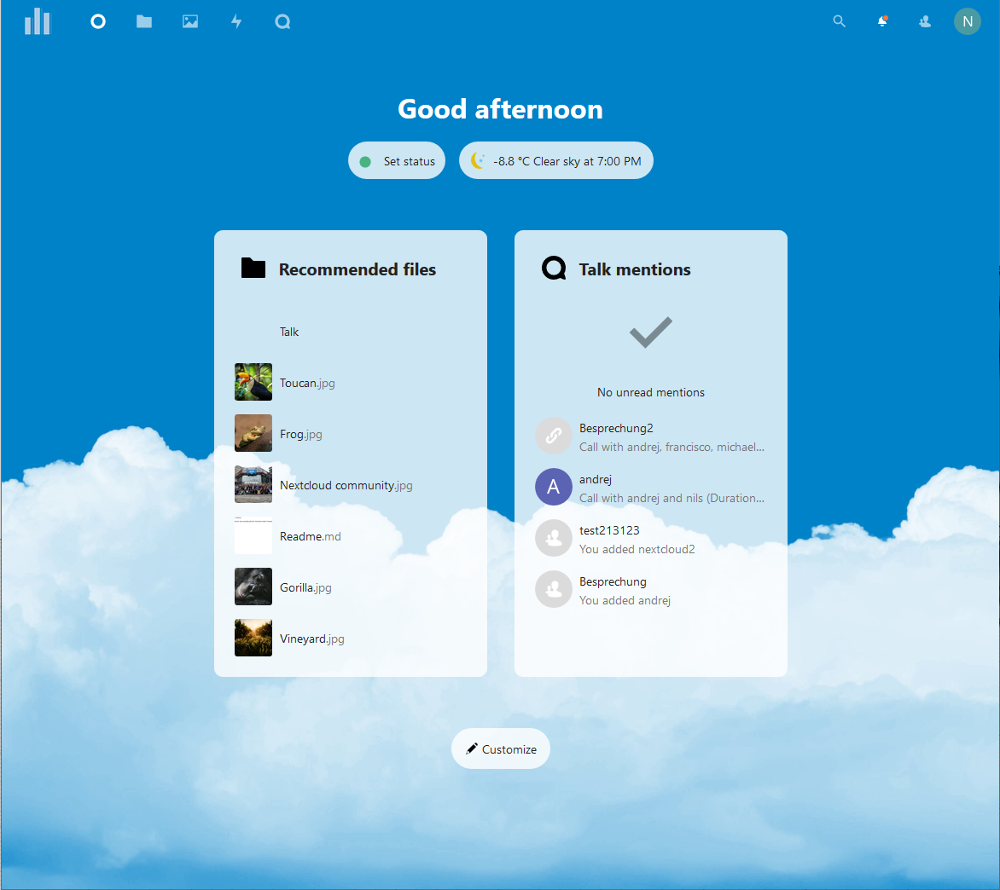 N
Good afternoon
Set status
-8.8 °C Clear sky at 7:00 PM
Recommended files
Talk
Toucan.jpg
Frog.jpg
Nextcloud community.jpg
Readme.md
Gorilla.jpg
Vineyard.jpg
Talk mentions
No unread mentions
Besprechung2
Call with andrej, francisco, michael...
A
andrej
Call with andrej and nils (Duration...
test213123
You added nextcloud2
Besprechung
You added andrej
Customize